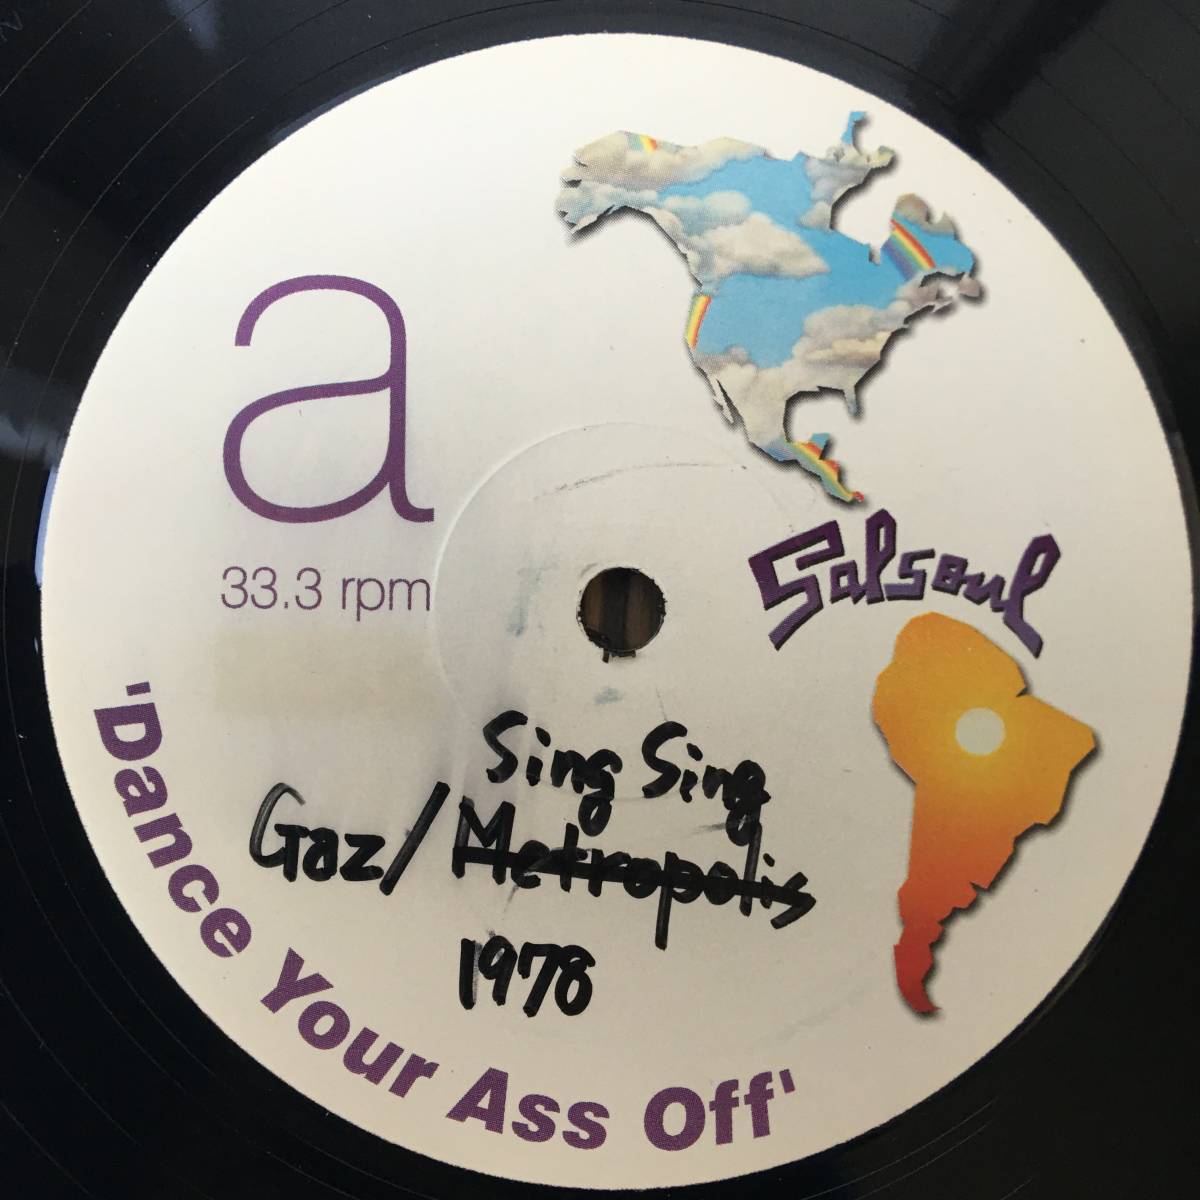 a
33.3 rpm
Salsoul
Sing Sing
Gaz/Metropolis
1978
'Dance Your Ass Off'